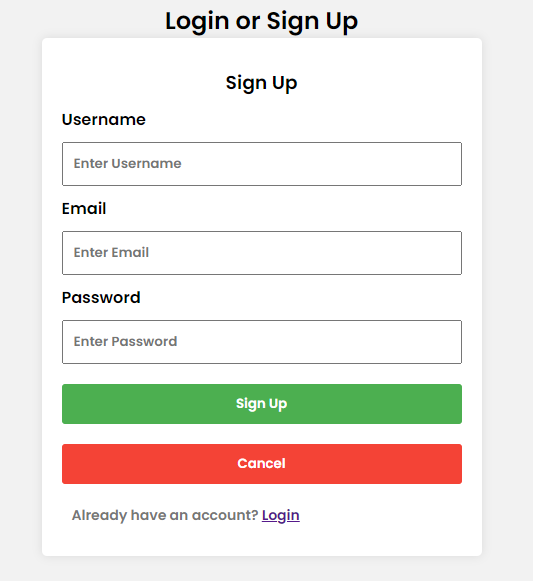 Login or Sign Up
Sign Up
Username
Enter Username
Email
Enter Email
Password
Enter Password
Sign Up
Cancel
Already have an account? Login